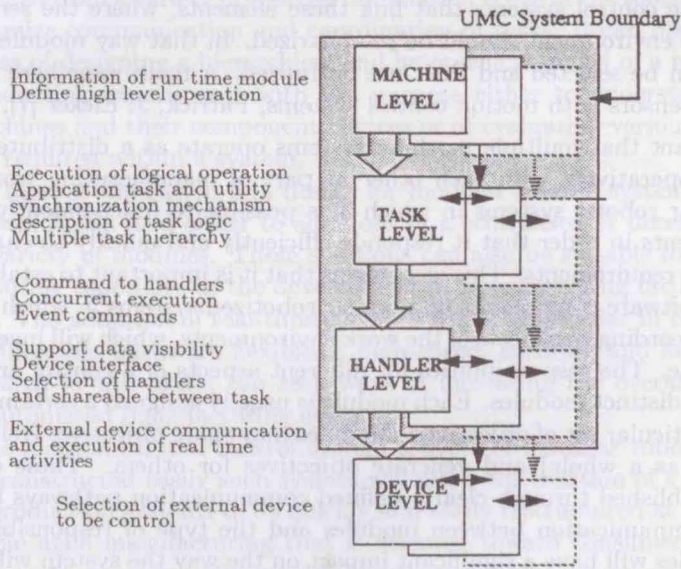 UMC System Boundary
Information of run time module
Define high level operation
MACHINE
LEVEL
Ececution of logical operation
Application task and utility
synchronization mechanism
description of task logic
Multiple task hierarchy
TASK
LEVEL
Command to handlers
Concurrent execution
Event commands
Support data visibility
Device interface
Selection of handlers
and shareable between task
HANDLER
LEVEL
External device communication
and execution of real time
activities
DEVICE
LEVEL
Selection of external device
to be control